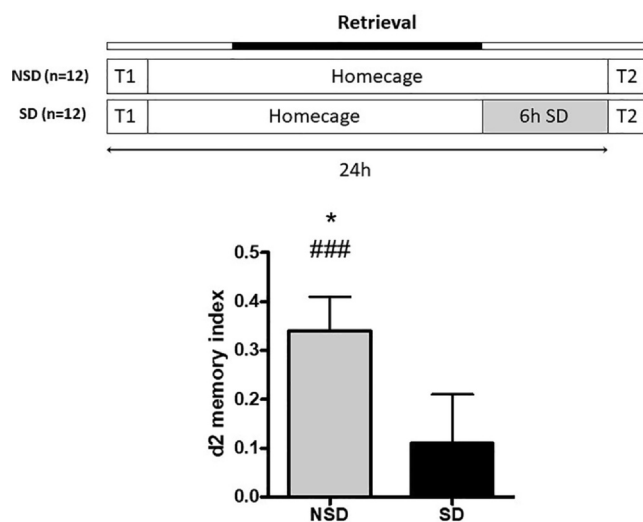 Retrieval
NSD (n=12) T1 Homecage T2
SD (n=12) T1 Homecage 6h SD T2
24h
*
###
0.5
0.4
0.3
0.2
0.1
0.0
d2 memory index
NSD SD